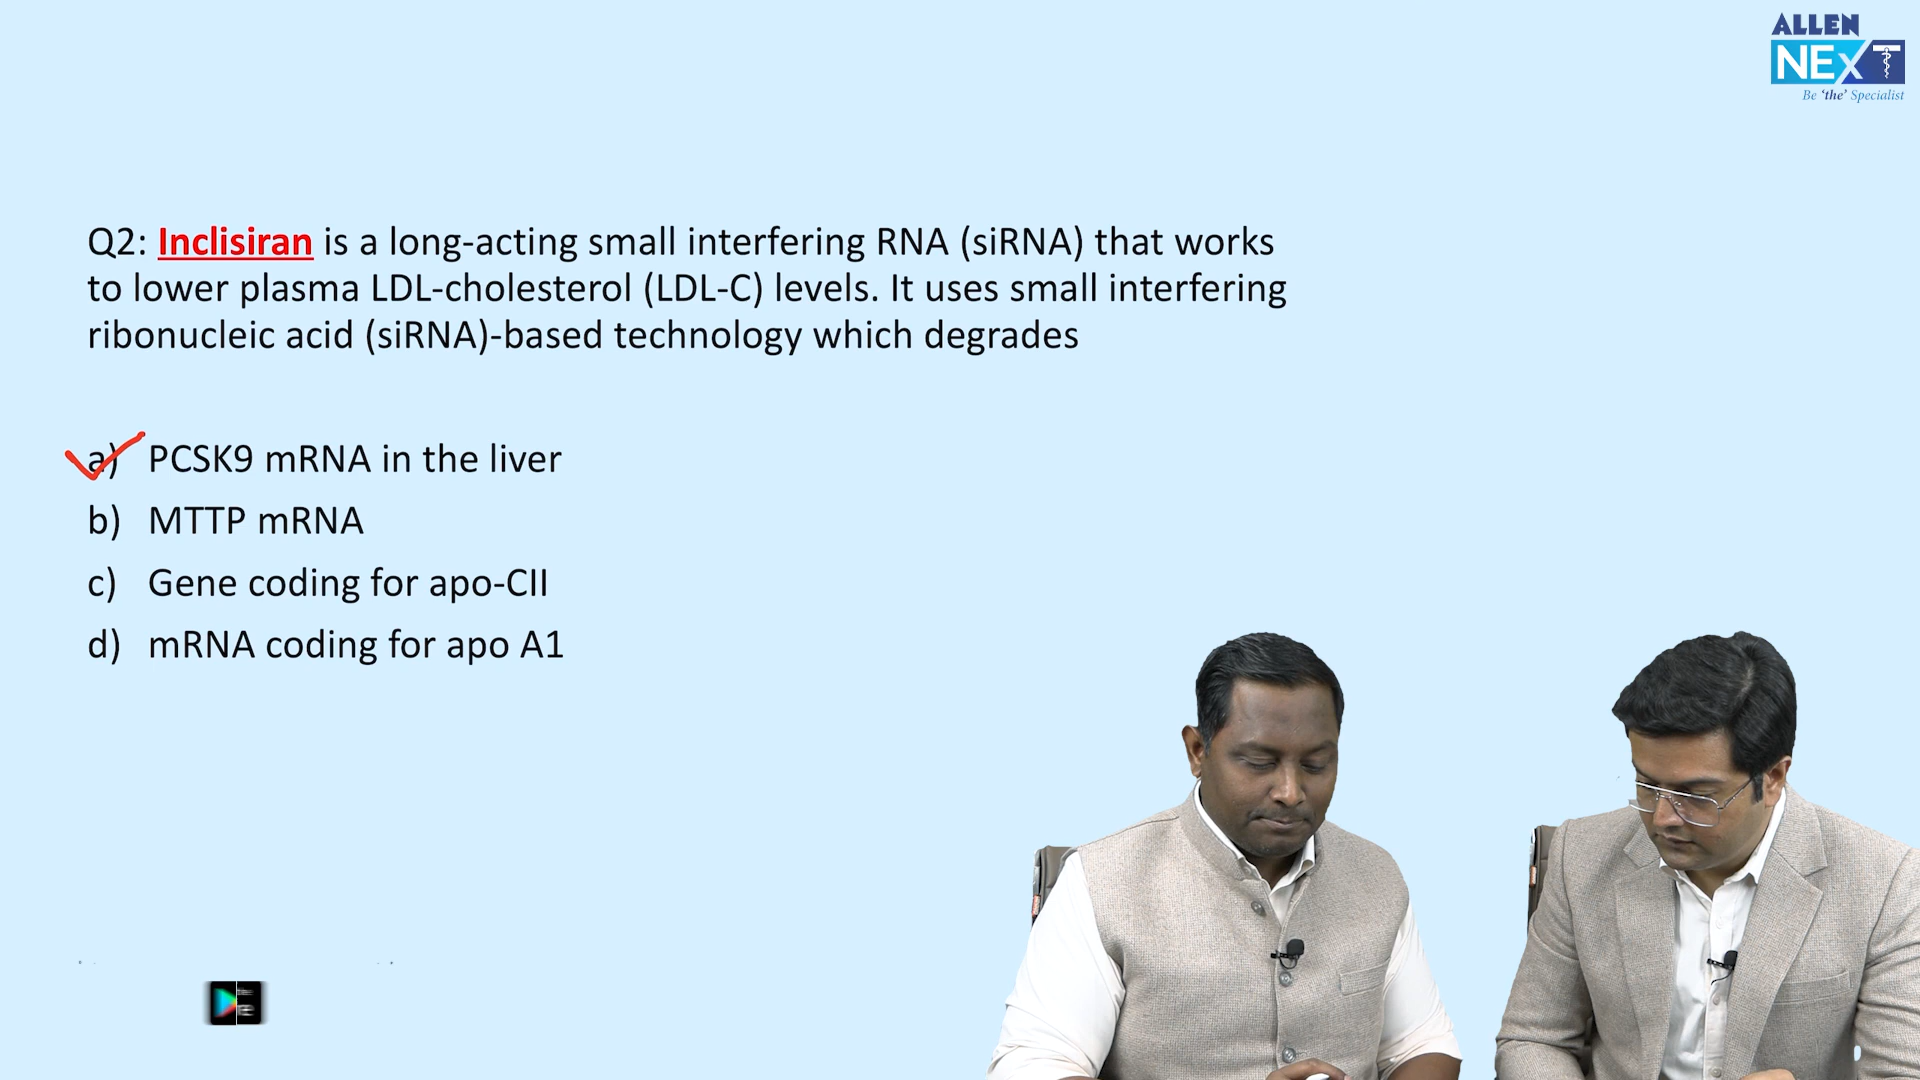 ALLEN
NEXT
Be 'the' Specialist
Q2: Inclisiran is a long-acting small interfering RNA (siRNA) that works
to lower plasma LDL-cholesterol (LDL-C) levels. It uses small interfering
ribonucleic acid (siRNA)-based technology which degrades
a) PCSK9 mRNA in the liver
b) MTTP mRNA
c) Gene coding for apo-CII
d) mRNA coding for apo A1